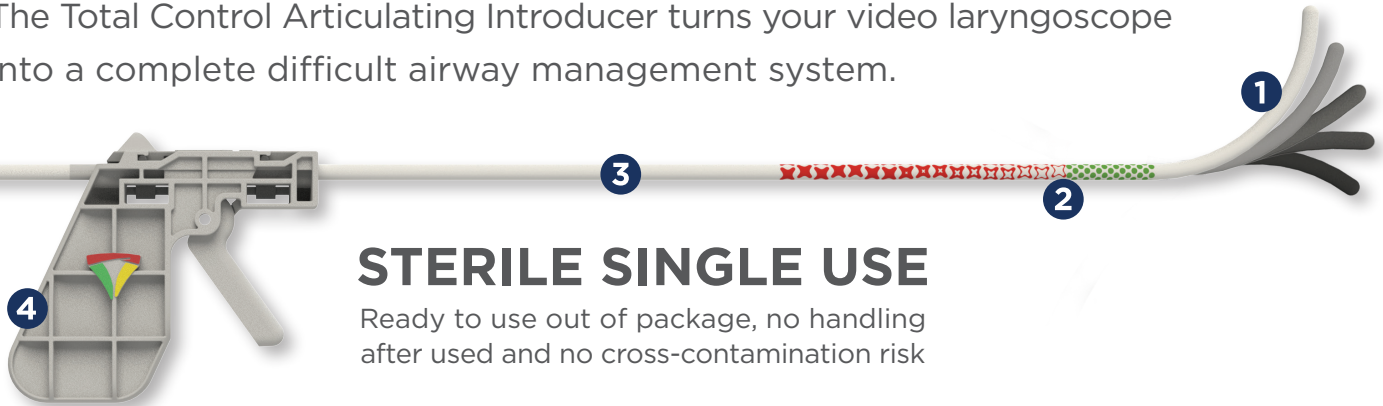 The Total Control Articulating Introducer turns your video laryngoscope
into a complete difficult airway management system.
1
3
2
4
STERILE SINGLE USE
Ready to use out of package, no handling
after used and no cross-contamination risk